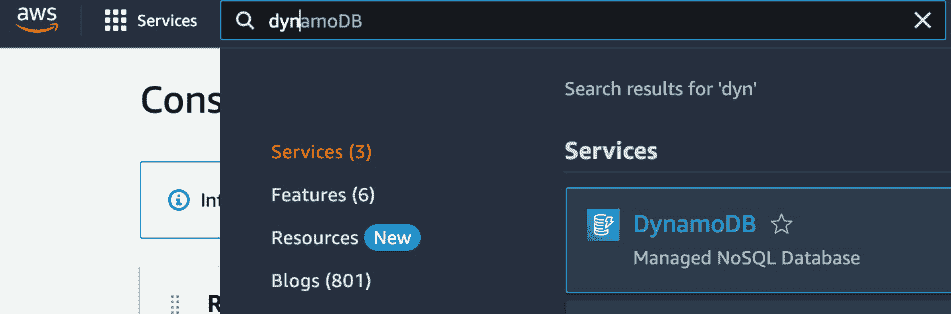 aws
Services
dynamoDB
Cons
Search results for 'dyn'
Services (3)
Services
Features (6)
DynamoDB
Resources New
Managed NoSQL Database
Blogs (801)
R